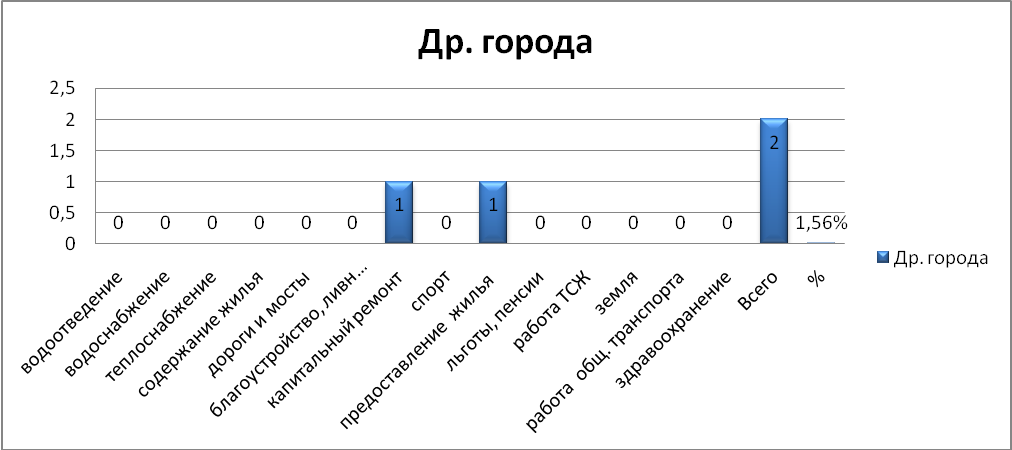 Др. города
2,5
2
1,5
1
0,5
0
0 0 0 0 0 0 1 0 1 0 0 0 0 0 2 1,56%
водоотведение
водоснабжение
теплоснабжение
содержание жилья
дороги и мосты
благоустройство, ливн...
капитальный ремонт
спорт
предоставление жилья
льготы, пенсии
работа ТСЖ
земля
работа общ. транспорта
здравоохранение
Всего
%
Др. города